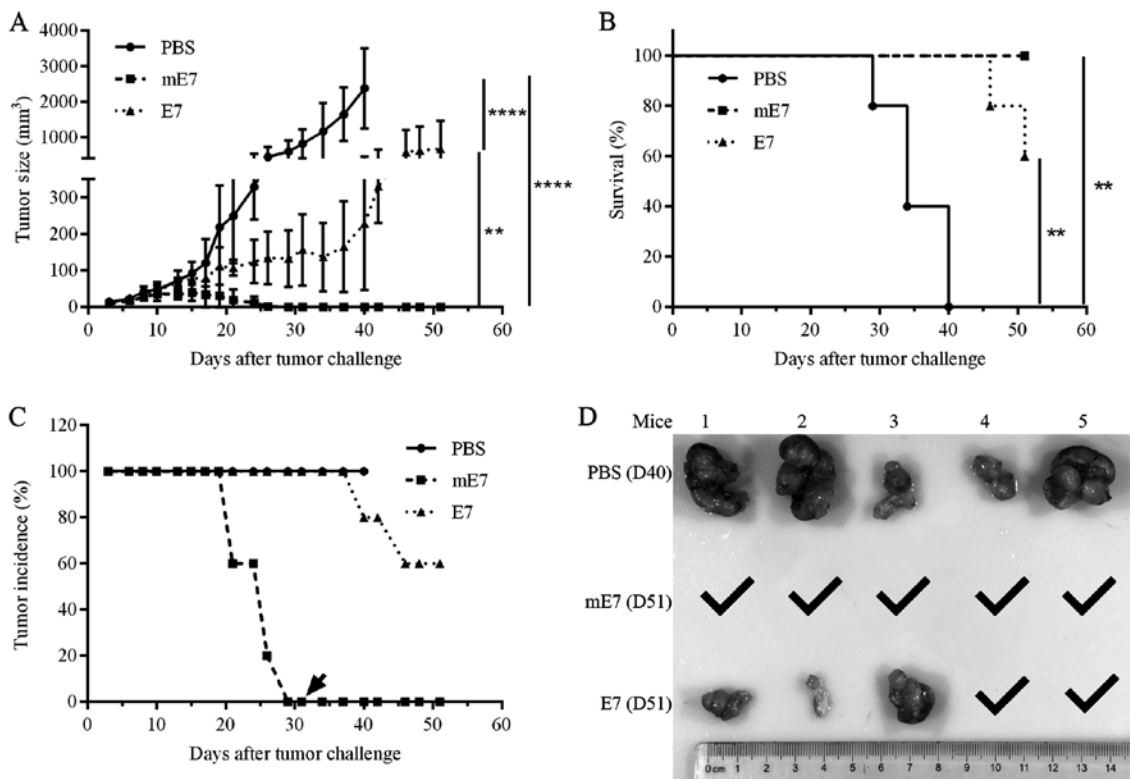 A
PBS
mE7
E7
Tumor size (mm³)
4000
3000
2000
1000
300
200
100
0
0 10 20 30 40 50 60
Days after tumor challenge
****
****
**
B
PBS
mE7
E7
Survival (%)
100
80
60
40
20
0
0 10 20 30 40 50 60
Days after tumor challenge
**
**
C
PBS
mE7
E7
Tumor incidence (%)
120
100
80
60
40
20
0
0 10 20 30 40 50 60
Days after tumor challenge
D
Mice 1 2 3 4 5
PBS (D40)
mE7 (D51)
E7 (D51)
0 cm 1 2 3 4 5 6 7 8 9 10 11 12 13 14